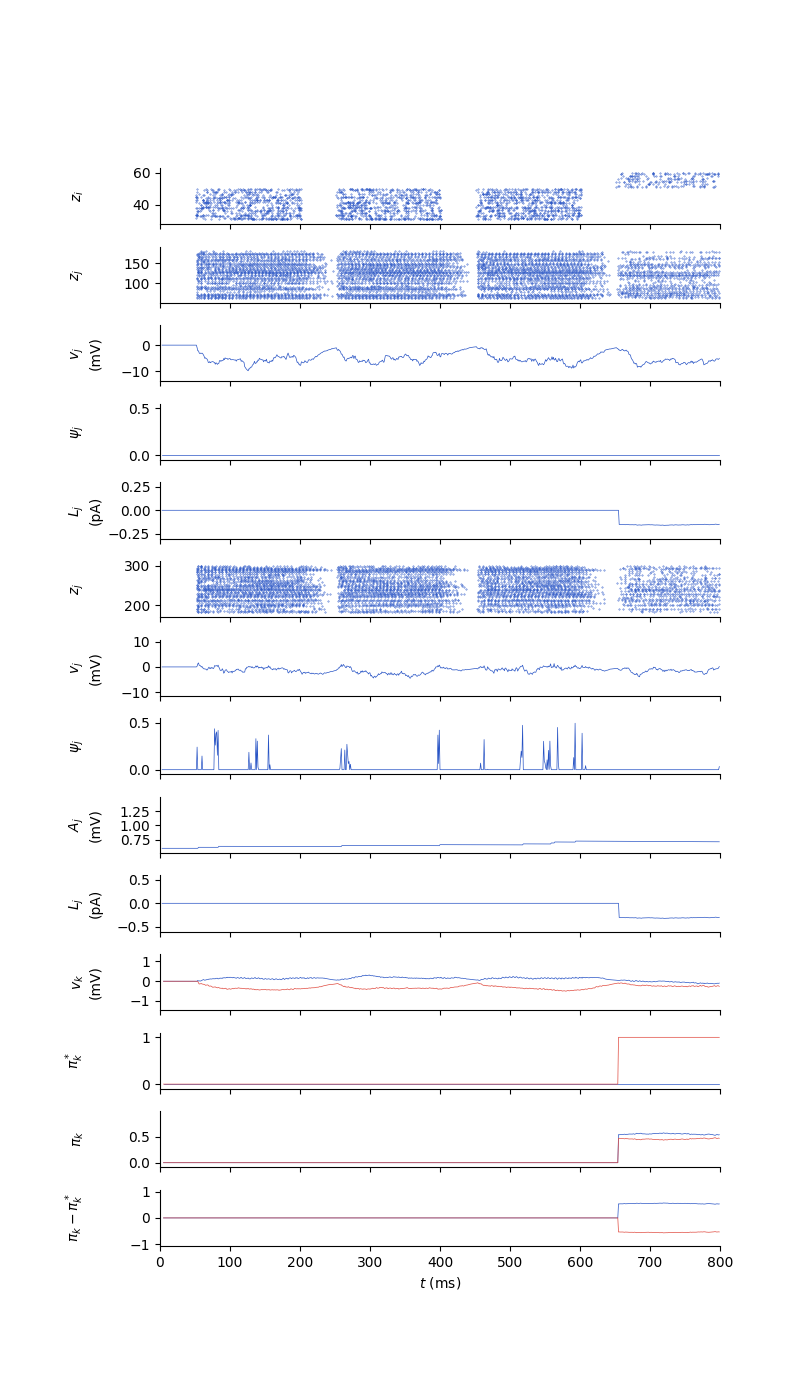 60
40
z_i
150
100
z_j
0
−10
v_j
(mV)
0.5
0.0
ψ_j
0.25
0.00
−0.25
L_j
(pA)
300
200
z_j
10
0
−10
v_j
(mV)
0.5
0.0
ψ_j
1.25
1.00
0.75
A_j
(mV)
0.5
0.0
−0.5
L_j
(pA)
1
0
−1
v_k
(mV)
1
0
π_k^*
0.5
0.0
π_k
1
0
−1
π_k − π_k^*
0 100 200 300 400 500 600 700 800
t (ms)